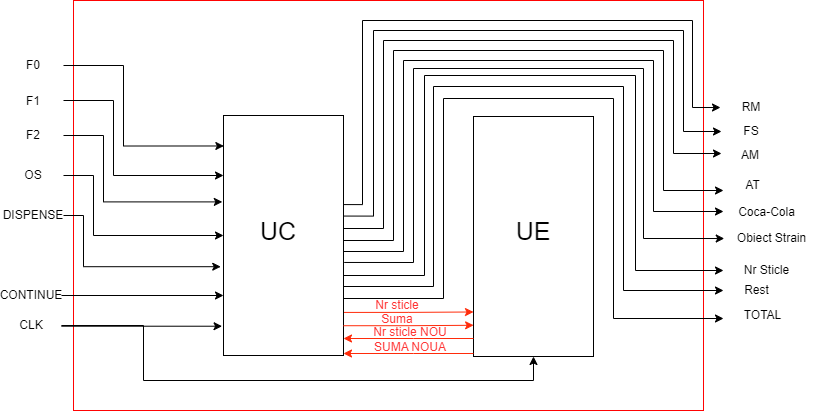 F0
F1
F2
OS
DISPENSE
CONTINUE
CLK
UC
UE
Nr sticle
Suma
Nr sticle NOU
SUMA NOUA
RM
FS
AM
AT
Coca-Cola
Obiect Strain
Nr Sticle
Rest
TOTAL